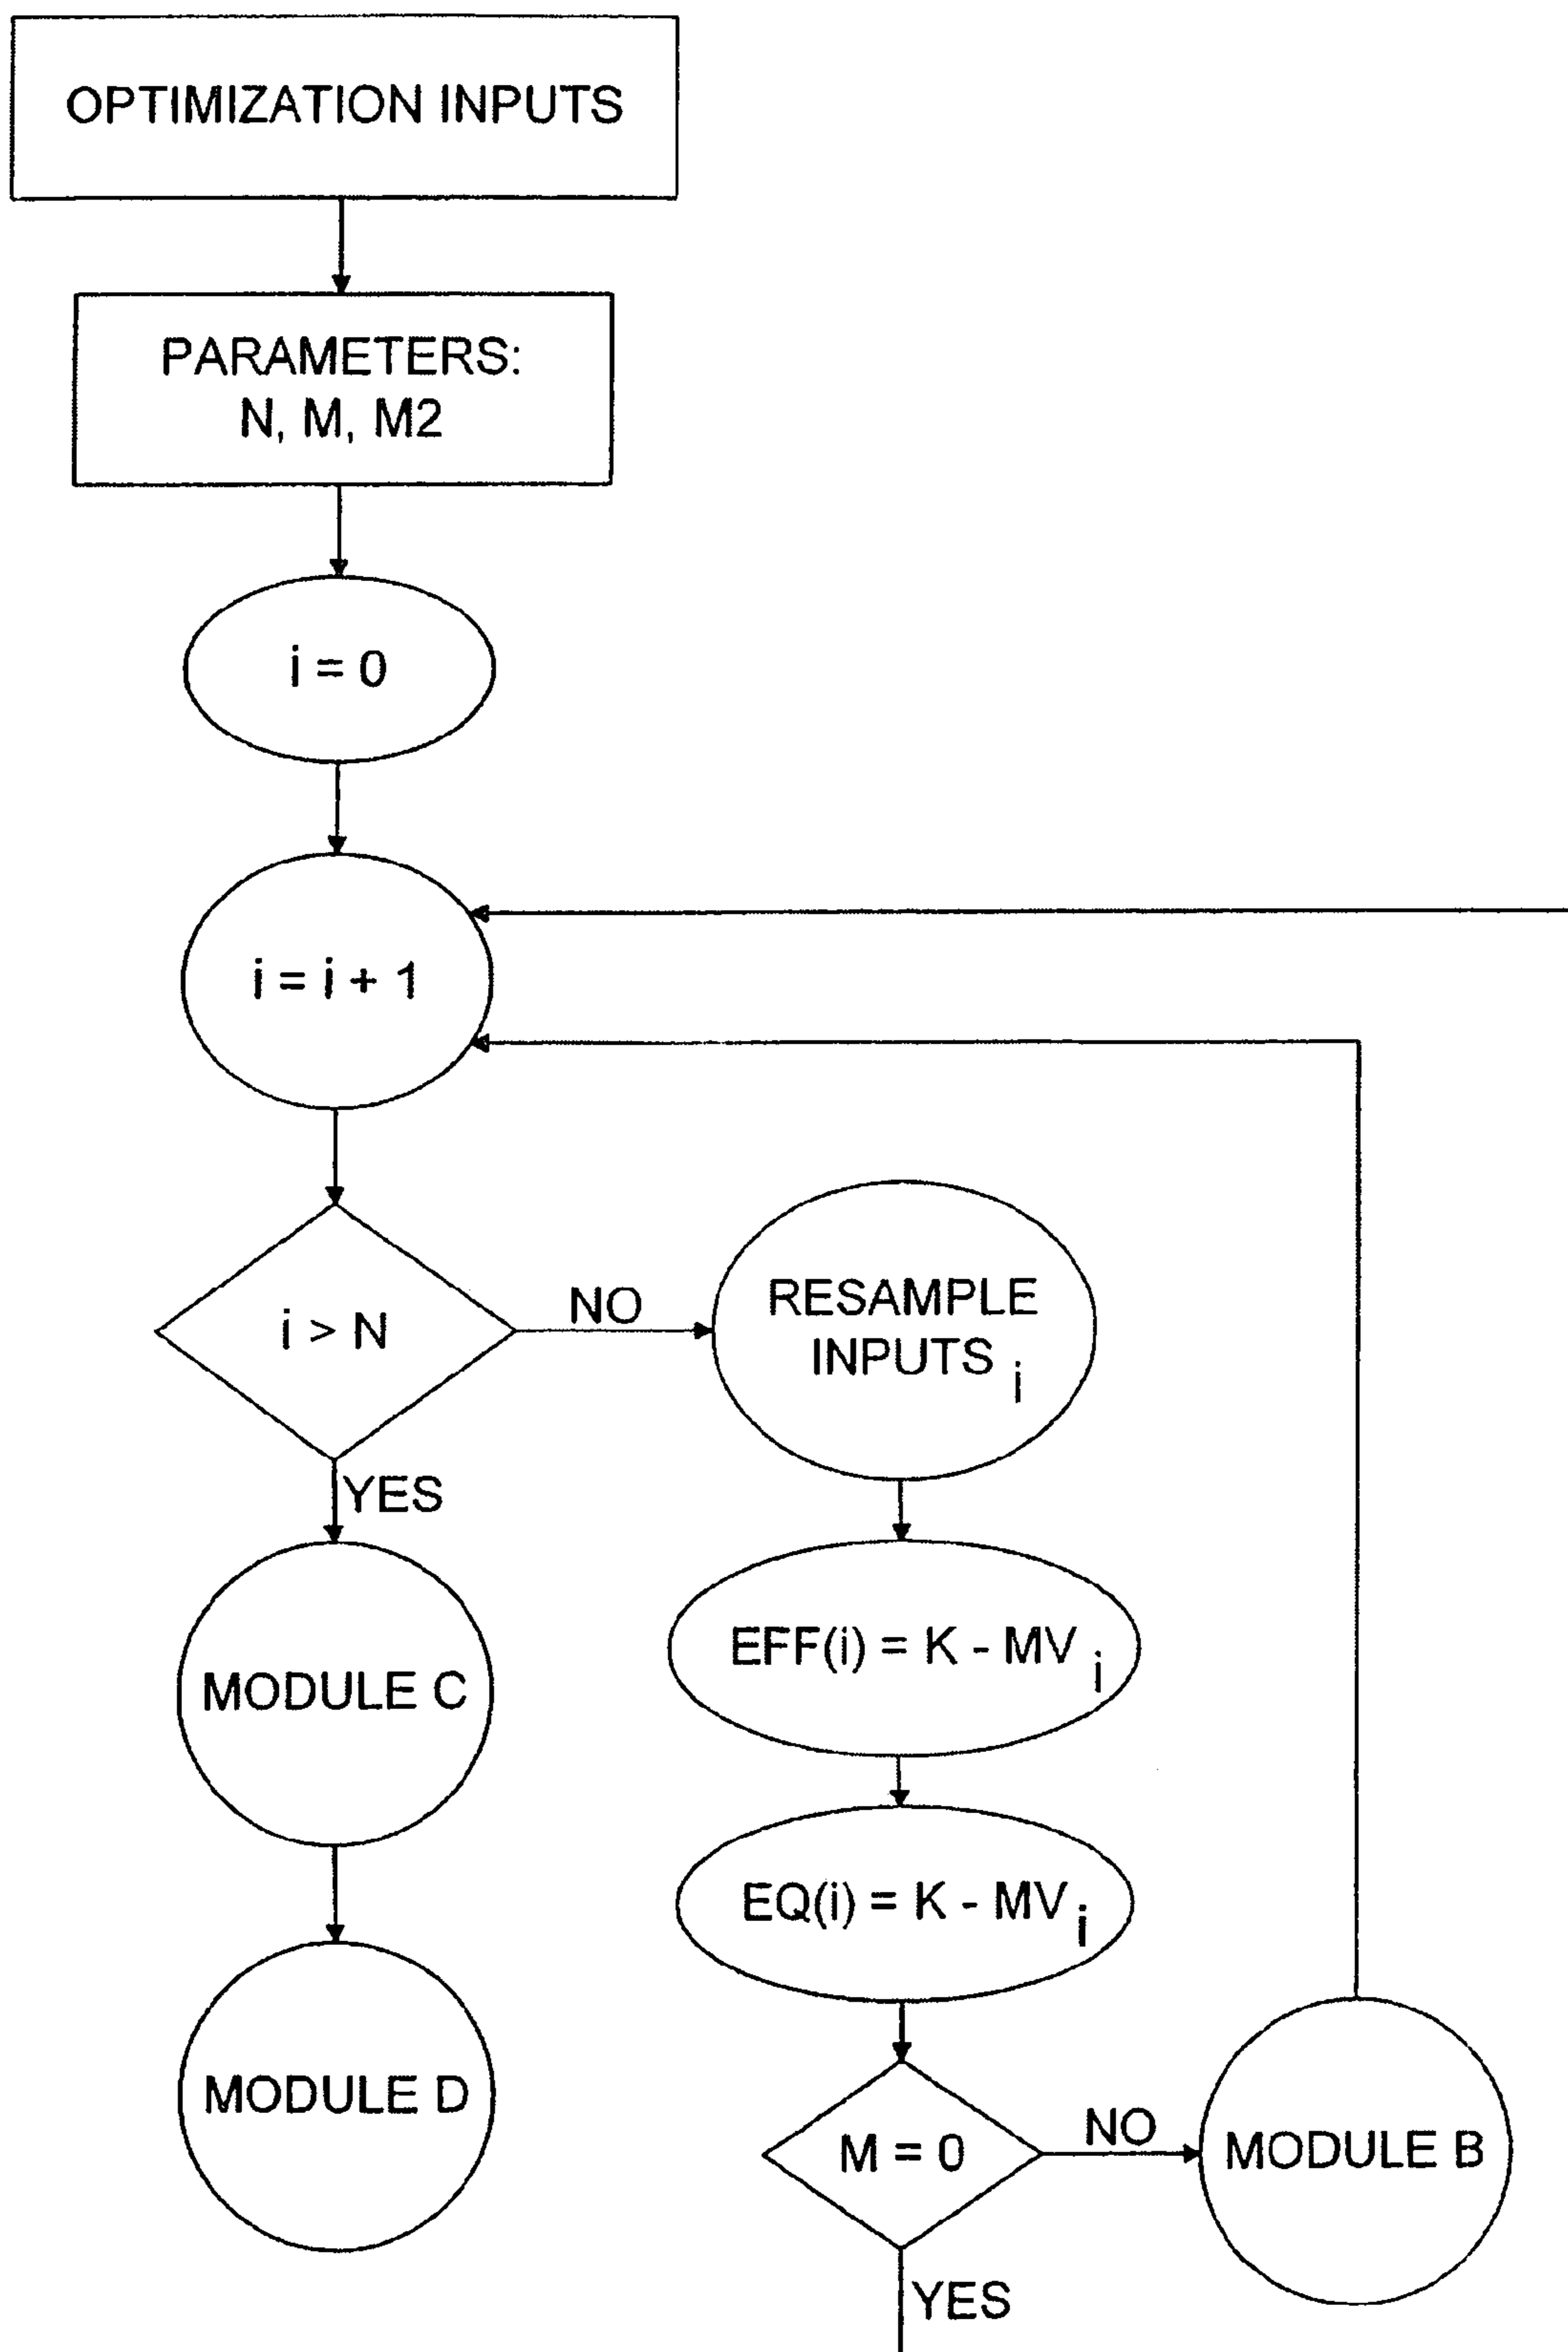 OPTIMIZATION INPUTS
PARAMETERS:
N, M, M2
i = 0
i = i + 1
i > N
NO
RESAMPLE
INPUTS i
YES
EFF(i) = K - MV i
MODULE C
EQ(i) = K - MV i
MODULE D
M = 0
NO
MODULE B
YES